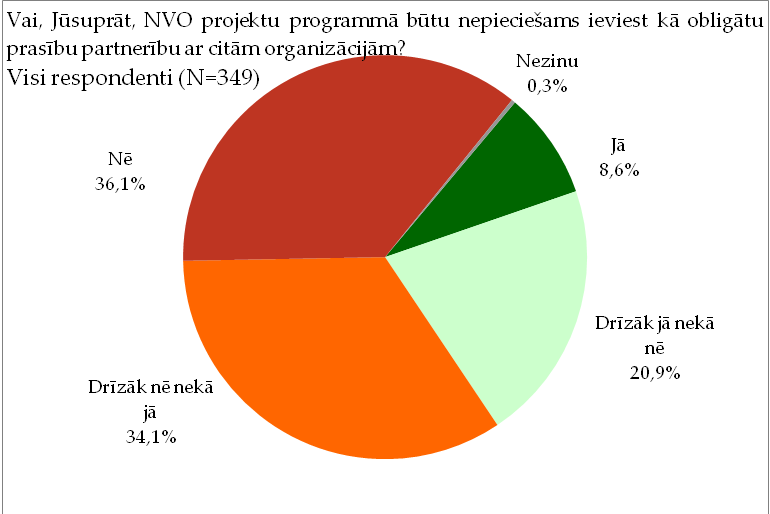 Vai, Jūsuprāt, NVO projektu programmā būtu nepieciešams ieviest kā obligātu
prasību partnerību ar citām organizācijām?
Visi respondenti (N=349)
Nezinu
0,3%
Jā
8,6%
Nē
36,1%
Drīzāk jā nekā
nē
20,9%
Drīzāk nē nekā
jā
34,1%